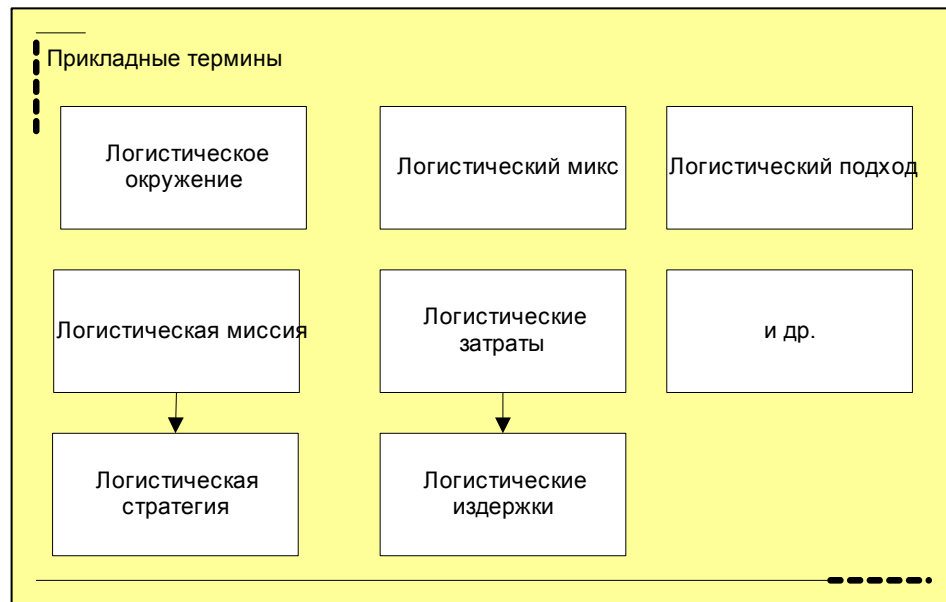 Прикладные термины
Логистическое
окружение
Логистический микс
Логистический подход
Логистическая миссия
Логистические
затраты
и др.
Логистическая
стратегия
Логистические
издержки